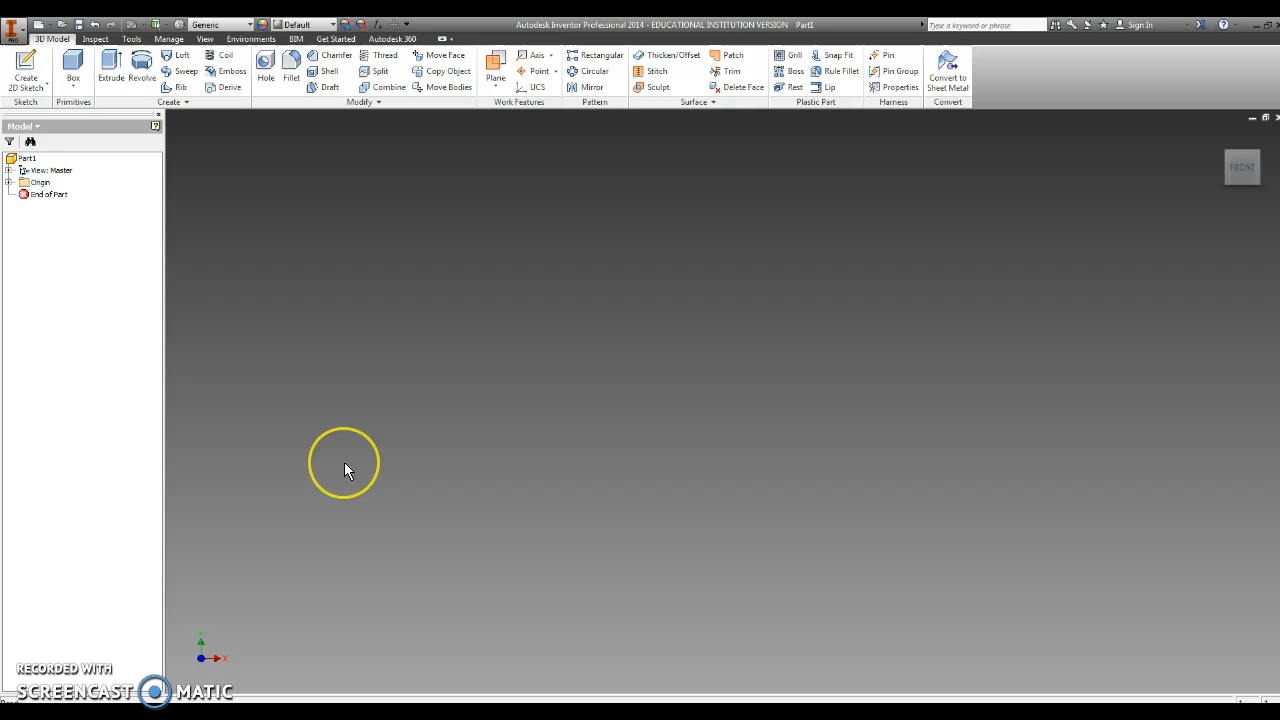 PRO
Generic
Default
Autodesk Inventor Professional 2014 - EDUCATIONAL INSTITUTION VERSION Part1
Type a keyword or phrase
Sign In
3D Model Inspect Tools Manage View Environments BIM Get Started Autodesk 360
Create
2D Sketch
Sketch
Box
Primitives
Extrude
Revolve
Loft
Sweep
Rib
Coil
Emboss
Derive
Create
Hole
Fillet
Chamfer
Shell
Draft
Thread
Split
Combine
Move Face
Copy Object
Move Bodies
Modify
Plane
Axis
Point
UCS
Work Features
Rectangular
Circular
Mirror
Pattern
Thicken/Offset
Stitch
Sculpt
Patch
Trim
Delete Face
Surface
Grill
Boss
Rest
Snap Fit
Rule Fillet
Lip
Plastic Part
Pin
Pin Group
Properties
Harness
Convert to
Sheet Metal
Convert
Model
Part1
View: Master
Origin
End of Part
FRONT
X
RECORDED WITH
SCREENCAST MATIC